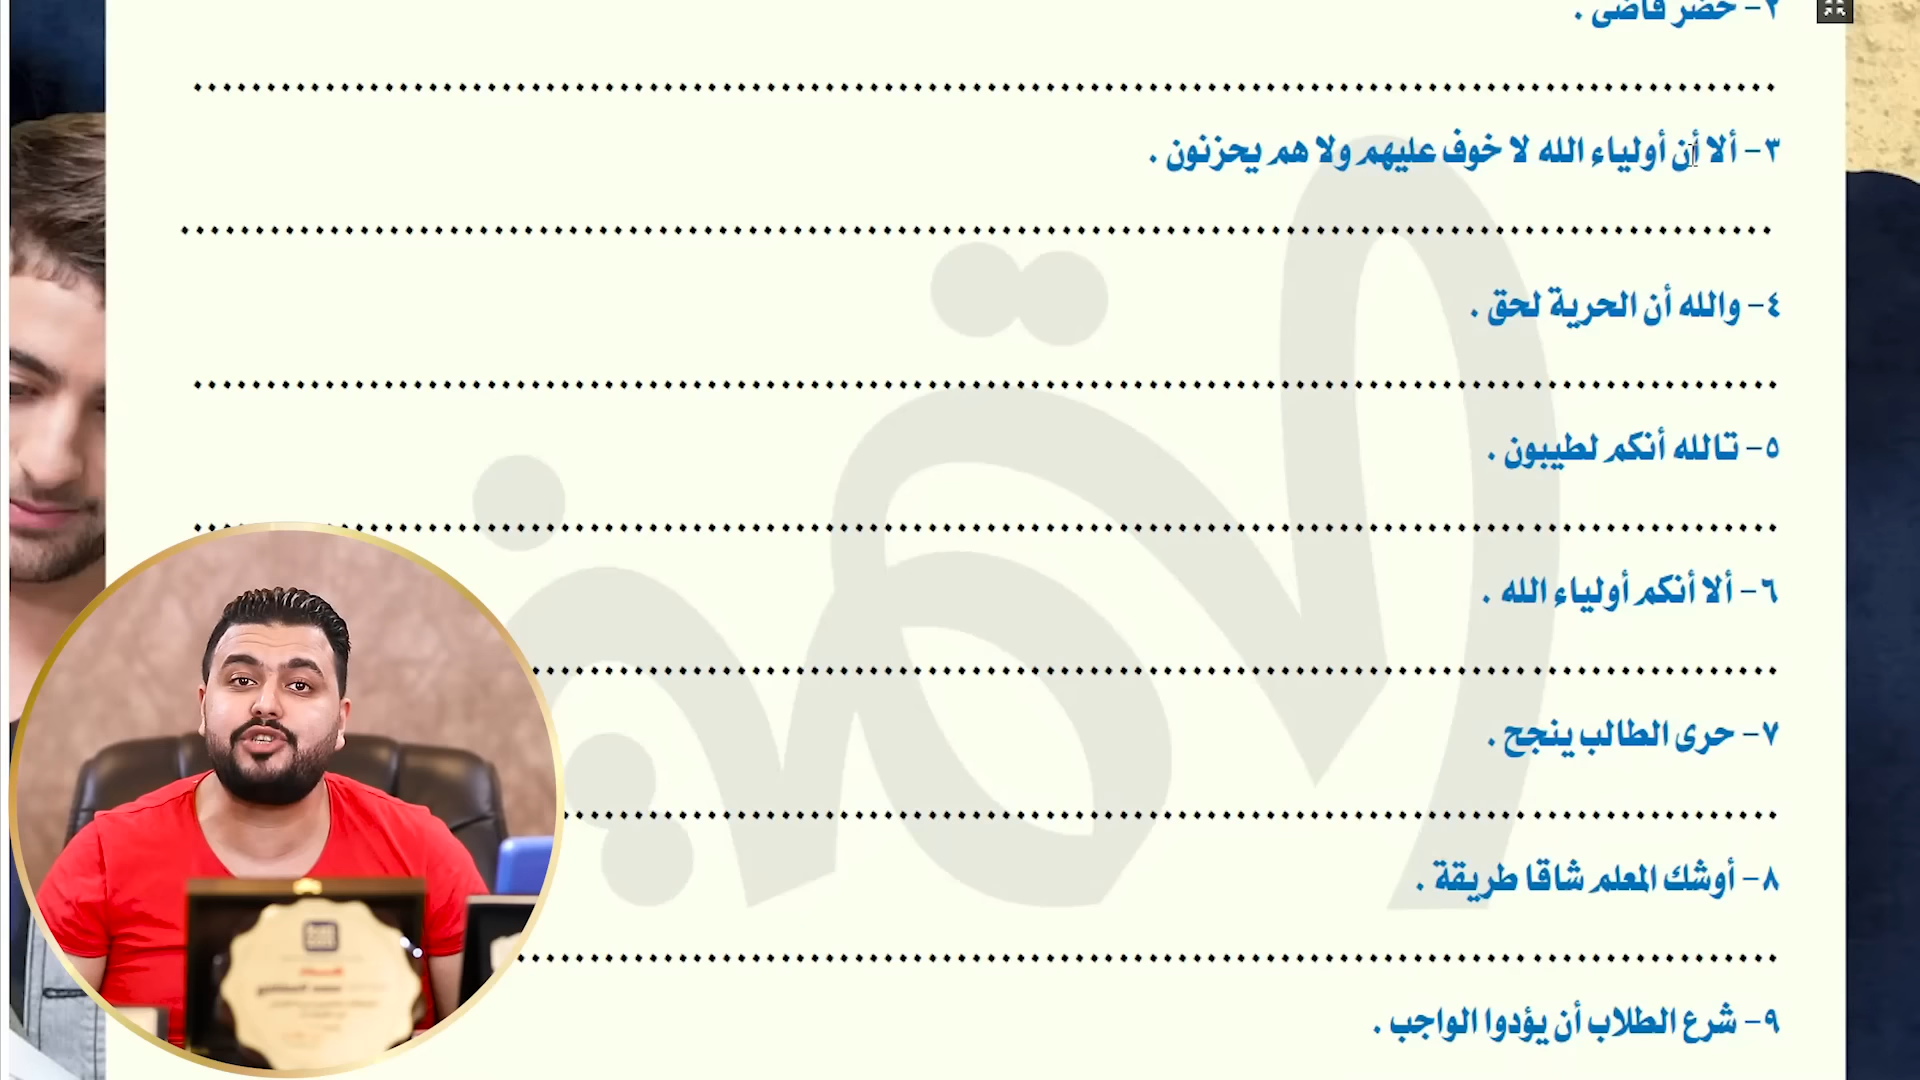 ٢- حضر قاضى .
٣- ألا أن أولياء الله لا خوف عليهم ولا هم يحزنون .
٤- والله أن الحرية لحق .
٥- تالله أنكم لطيبون .
٦- ألا أنكم أولياء الله .
٧- حرى الطالب ينجح .
٨- أوشك المعلم شاقا طريقة .
٩- شرع الطلاب أن يؤدوا الواجب .